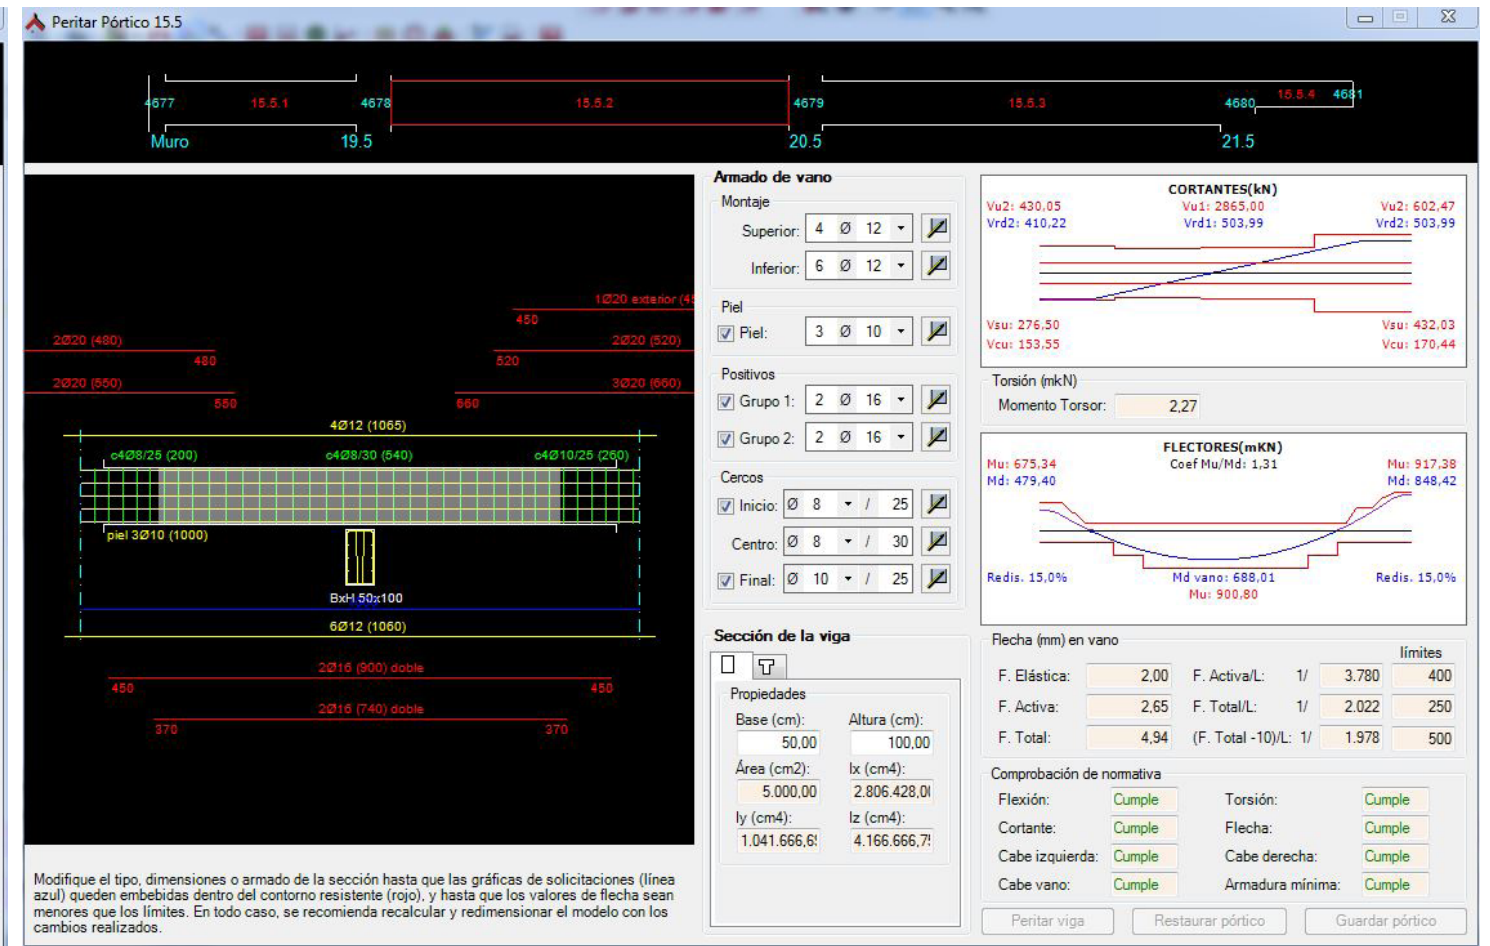 Peritar Pórtico 15.5
4677 15.5.1 4678 15.5.2 4679 15.5.3 4680 15.5.4 4681
Muro 19.5 20.5 21.5
1Ø20 exterior (45
450
2Ø20 (480) 2Ø20 (520)
480 520
2Ø20 (550) 3Ø20 (660)
550 660
4Ø12 (1065)
c4Ø8/25 (200) c4Ø8/30 (540) c4Ø10/25 (260)
piel 3Ø10 (1000)
BxH 50x100
6Ø12 (1060)
2Ø16 (900) doble
450 450
2Ø16 (740) doble
370 370
Modifique el tipo, dimensiones o armado de la sección hasta que las gráficas de solicitaciones (línea
azul) queden embebidas dentro del contorno resistente (rojo), y hasta que los valores de flecha sean
menores que los límites. En todo caso, se recomienda recalcular y redimensionar el modelo con los
cambios realizados.
Armado de vano
Montaje
Superior: 4 Ø 12
Inferior: 6 Ø 12
Piel
Piel: 3 Ø 10
Positivos
Grupo 1: 2 Ø 16
Grupo 2: 2 Ø 16
Cercos
Inicio: Ø 8 / 25
Centro: Ø 8 / 30
Final: Ø 10 / 25
Sección de la viga
Propiedades
Base (cm): Altura (cm):
50,00 100,00
Área (cm2): Ix (cm4):
5.000,00 2.806.428,0
Iy (cm4): Iz (cm4):
1.041.666,6 4.166.666,7
CORTANTES(kN)
Vu2: 430,05 Vu1: 2865,00 Vu2: 602,47
Vrd2: 410,22 Vrd1: 503,99 Vrd2: 503,99
Vsu: 276,50 Vsu: 432,03
Vcu: 153,55 Vcu: 170,44
Torsión (mkN)
Momento Torsor: 2,27
FLECTORES(mKN)
Mu: 675,34 Coef Mu/Md: 1,31 Mu: 917,38
Md: 479,40 Md: 848,42
Redis. 15,0% Md vano: 688,01 Redis. 15,0%
Mu: 900,80
Flecha (mm) en vano
límites
F. Elástica: 2,00 F. Activa/L: 1/ 3.780 400
F. Activa: 2,65 F. Total/L: 1/ 2.022 250
F. Total: 4,94 (F. Total -10)/L: 1/ 1.978 500
Comprobación de normativa
Flexión: Cumple Torsión: Cumple
Cortante: Cumple Flecha: Cumple
Cabe izquierda: Cumple Cabe derecha: Cumple
Cabe vano: Cumple Armadura mínima: Cumple
Peritar viga Restaurar pórtico Guardar pórtico